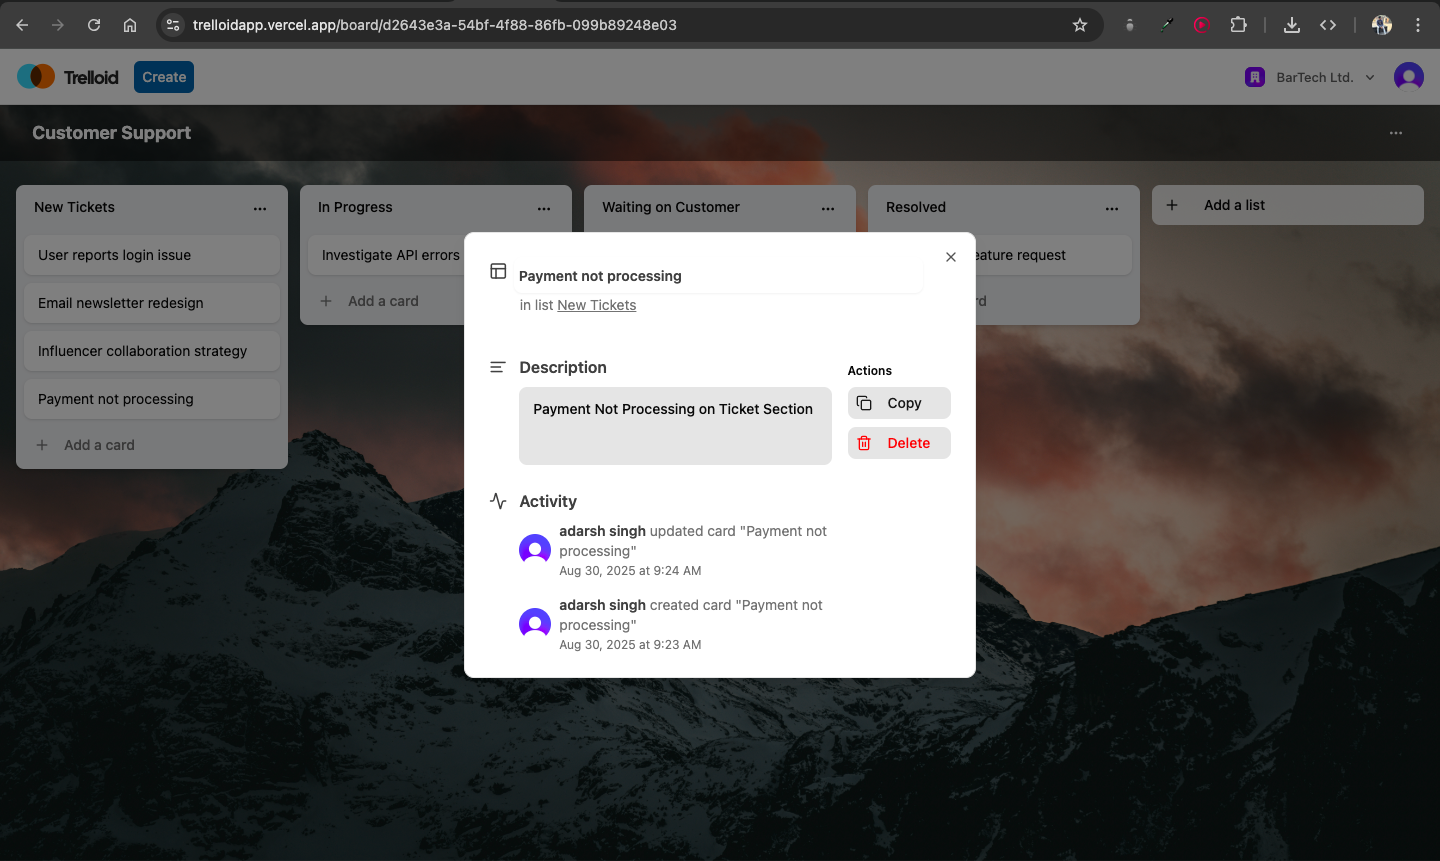 trelloidapp.vercel.app/board/d2643e3a-54bf-4f88-86fb-099b89248e03
Trelloid
Create
BarTech Ltd.
Customer Support
New Tickets
User reports login issue
Email newsletter redesign
Influencer collaboration strategy
Payment not processing
Add a card
In Progress
Investigate API errors
Add a card
Waiting on Customer
Resolved
eature request
rd
Add a list
Payment not processing
in list New Tickets
Description
Payment Not Processing on Ticket Section
Actions
Copy
Delete
Activity
adarsh singh updated card "Payment not
processing"
Aug 30, 2025 at 9:24 AM
adarsh singh created card "Payment not
processing"
Aug 30, 2025 at 9:23 AM